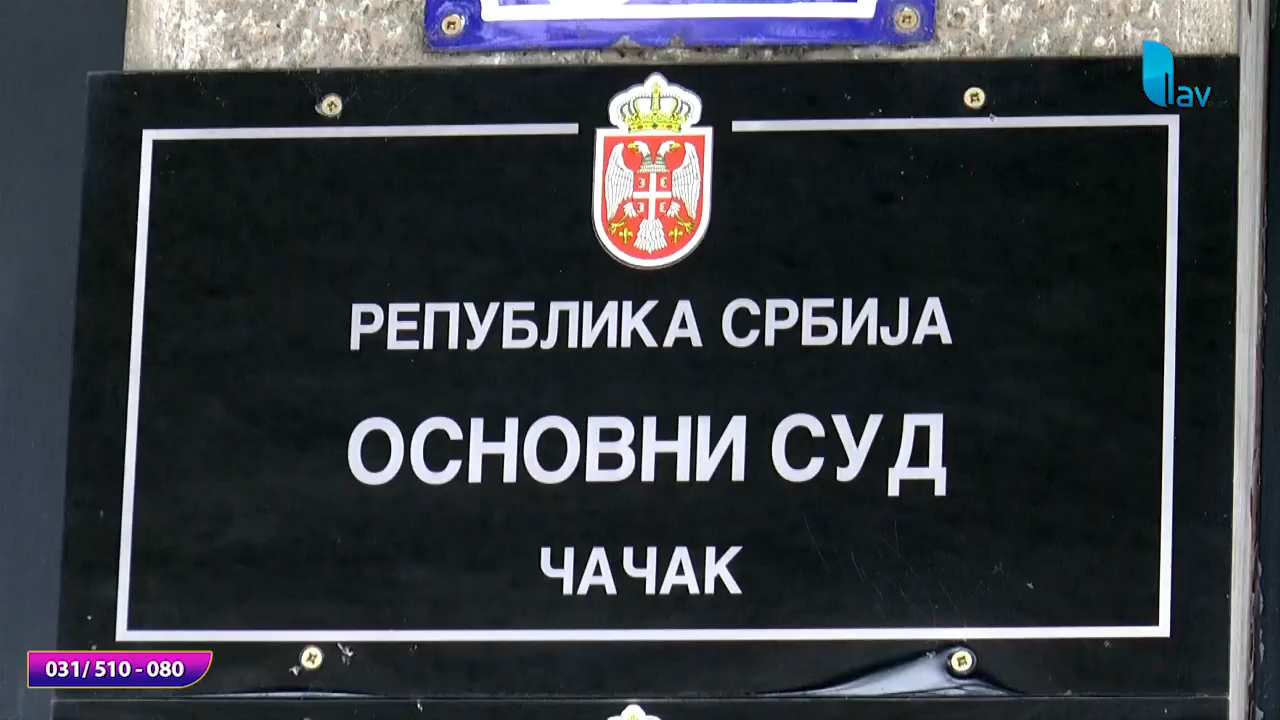 lav
РЕПУБЛИКА СРБИЈА
ОСНОВНИ СУД
ЧАЧАК
031/ 510 - 080